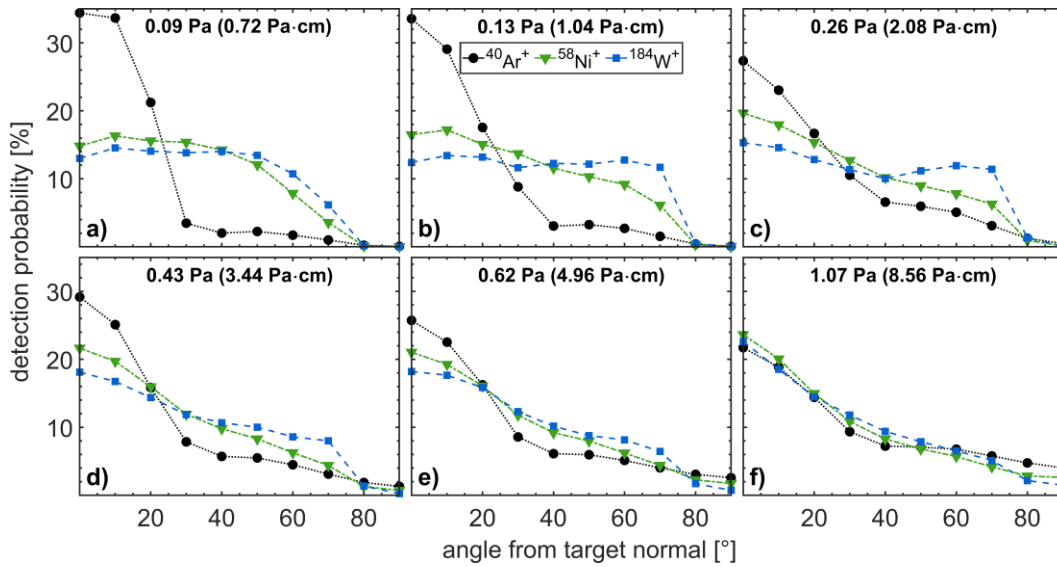 0.09 Pa (0.72 Pa·cm)
0.13 Pa (1.04 Pa·cm)
0.26 Pa (2.08 Pa·cm)
40Ar+ 58Ni+ 184W+
30
20
10
a)
b)
c)
0.43 Pa (3.44 Pa·cm)
0.62 Pa (4.96 Pa·cm)
1.07 Pa (8.56 Pa·cm)
30
20
10
d)
e)
f)
20 40 60 80
20 40 60 80
20 40 60 80
detection probability [%]
angle from target normal [°]